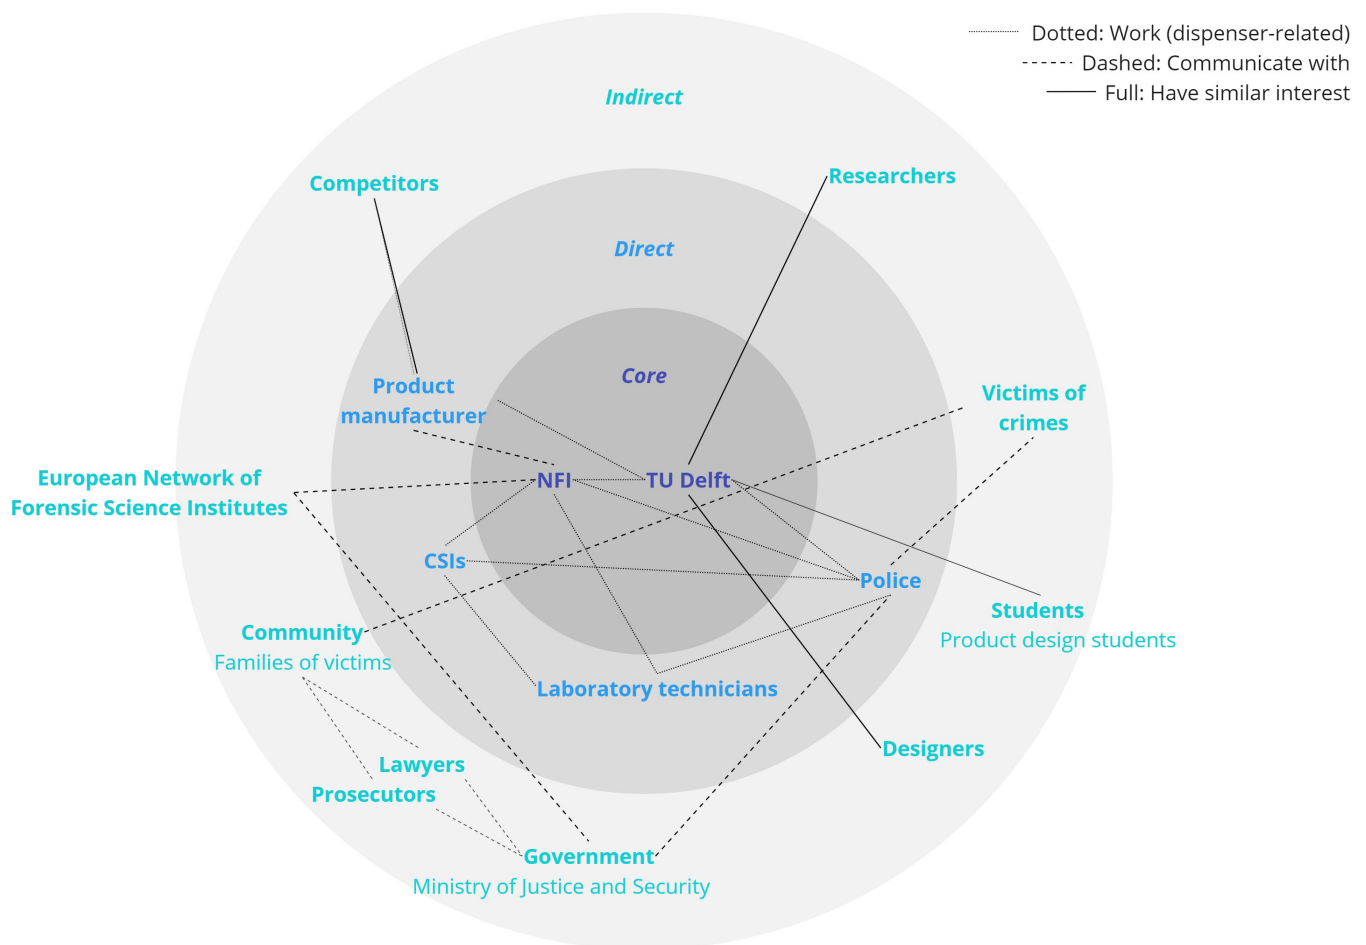 Dotted: Work (dispenser-related)
Dashed: Communicate with
Full: Have similar interest
Indirect
Competitors
Researchers
Direct
Core
Product
manufacturer
Victims of
crimes
European Network of
Forensic Science Institutes
NFI
TU Delft
CSIs
Police
Students
Product design students
Community
Families of victims
Laboratory technicians
Designers
Lawyers
Prosecutors
Government
Ministry of Justice and Security